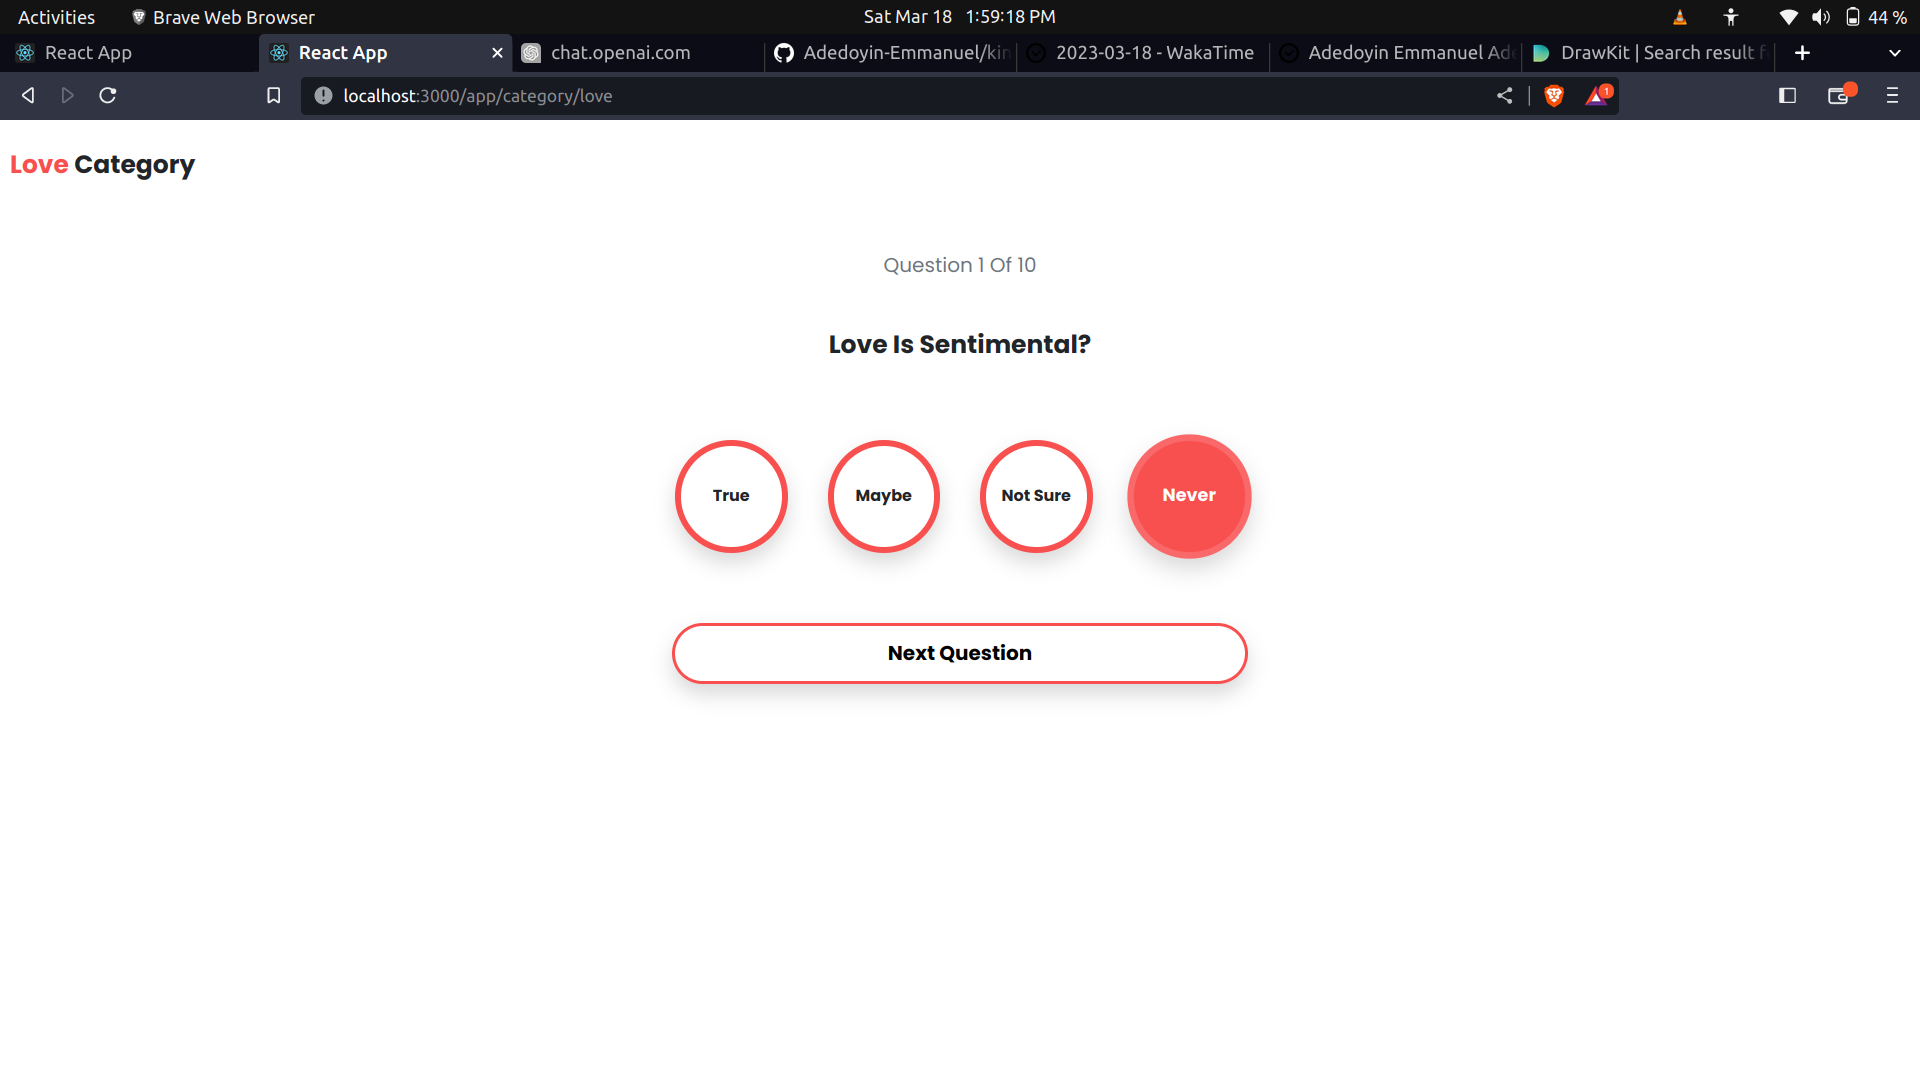 Activities Brave Web Browser Sat Mar 18 1:59:18 PM 44 %
React App React App chat.openai.com Adedoyin-Emmanuel/kin 2023-03-18 - WakaTime Adedoyin Emmanuel Ade DrawKit | Search result f
localhost:3000/app/category/love 1
Love Category
Question 1 Of 10
Love Is Sentimental?
True Maybe Not Sure Never
Next Question